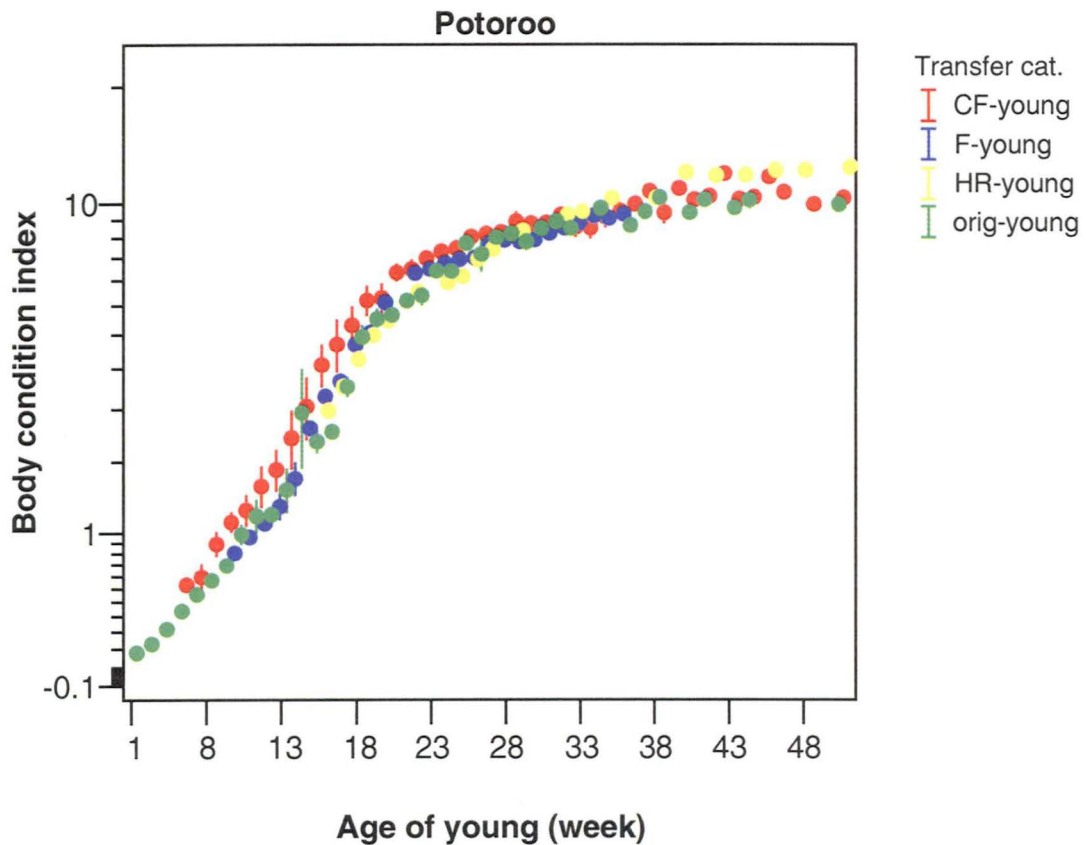 Potoroo
Transfer cat.
CF-young
F-young
HR-young
orig-young
10
1
-0.1
Body condition index
1 8 13 18 23 28 33 38 43 48
Age of young (week)